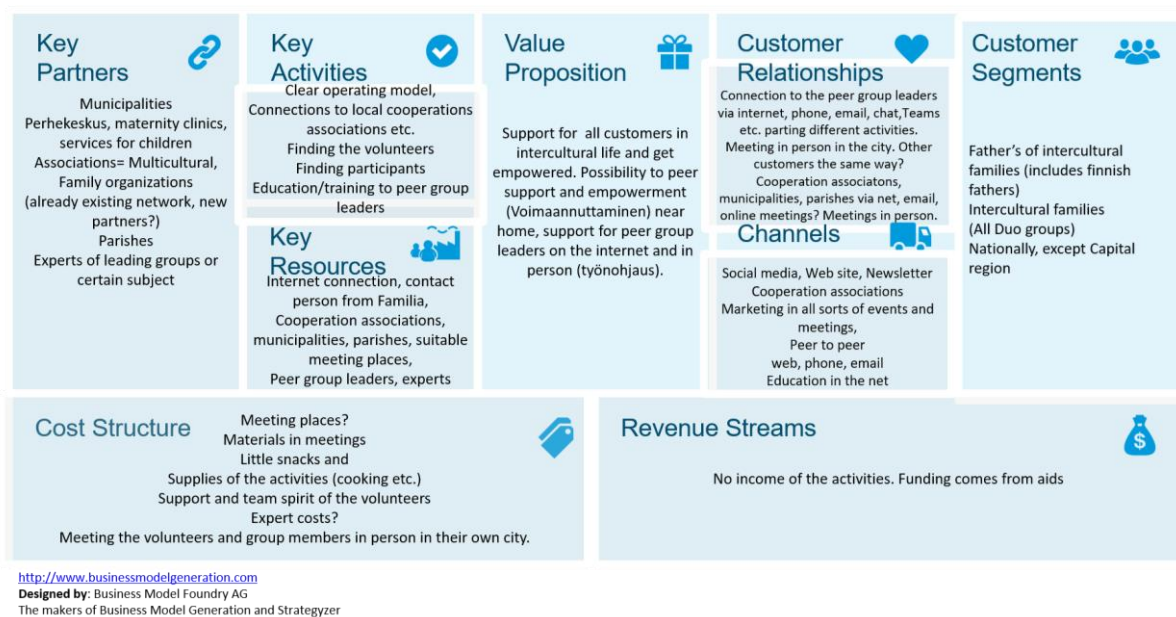 Key
Partners
Municipalities
Perhekeskus, maternity clinics,
services for children
Associations= Multicultural,
Family organizations
(already existing network, new
partners?)
Parishes
Experts of leading groups or
certain subject
Key
Activities
Clear operating model,
Connections to local cooperations
associations etc.
Finding the volunteers
Finding participants
Education/training to peer group
leaders
Key
Resources
Internet connection, contact
person from Familia,
Cooperation associations,
municipalities, parishes, suitable
meeting places,
Peer group leaders, experts
Value
Proposition
Support for  all customers in
intercultural life and get
empowered. Possibility to peer
support and empowerment
(Voimaannuttaminen) near
home, support for peer group
leaders on the internet and in
person (työnohjaus).
Customer
Relationships
Connection to the peer group leaders
via internet, phone, email, chat,Teams
etc. parting different activities.
Meeting in person in the city. Other
customers the same way?
Cooperation associatons,
municipalities, parishes via net, email,
online meetings? Meetings in person.
Channels
Social media, Web site, Newsletter
Cooperation associations
Marketing in all sorts of events and
meetings,
Peer to peer
web, phone, email
Education in the net
Customer
Segments
Father's of intercultural
families (includes finnish
fathers)
Intercultural families
(All Duo groups)
Nationally, except Capital
region
Cost Structure
Meeting places?
Materials in meetings
Little snacks and
Supplies of the activities (cooking etc.)
Support and team spirit of the volunteers
Expert costs?
Meeting the volunteers and group members in person in their own city.
Revenue Streams
$
No income of the activities. Funding comes from aids
http://www.businessmodelgeneration.com
Designed by: Business Model Foundry AG
The makers of Business Model Generation and Strategyzer